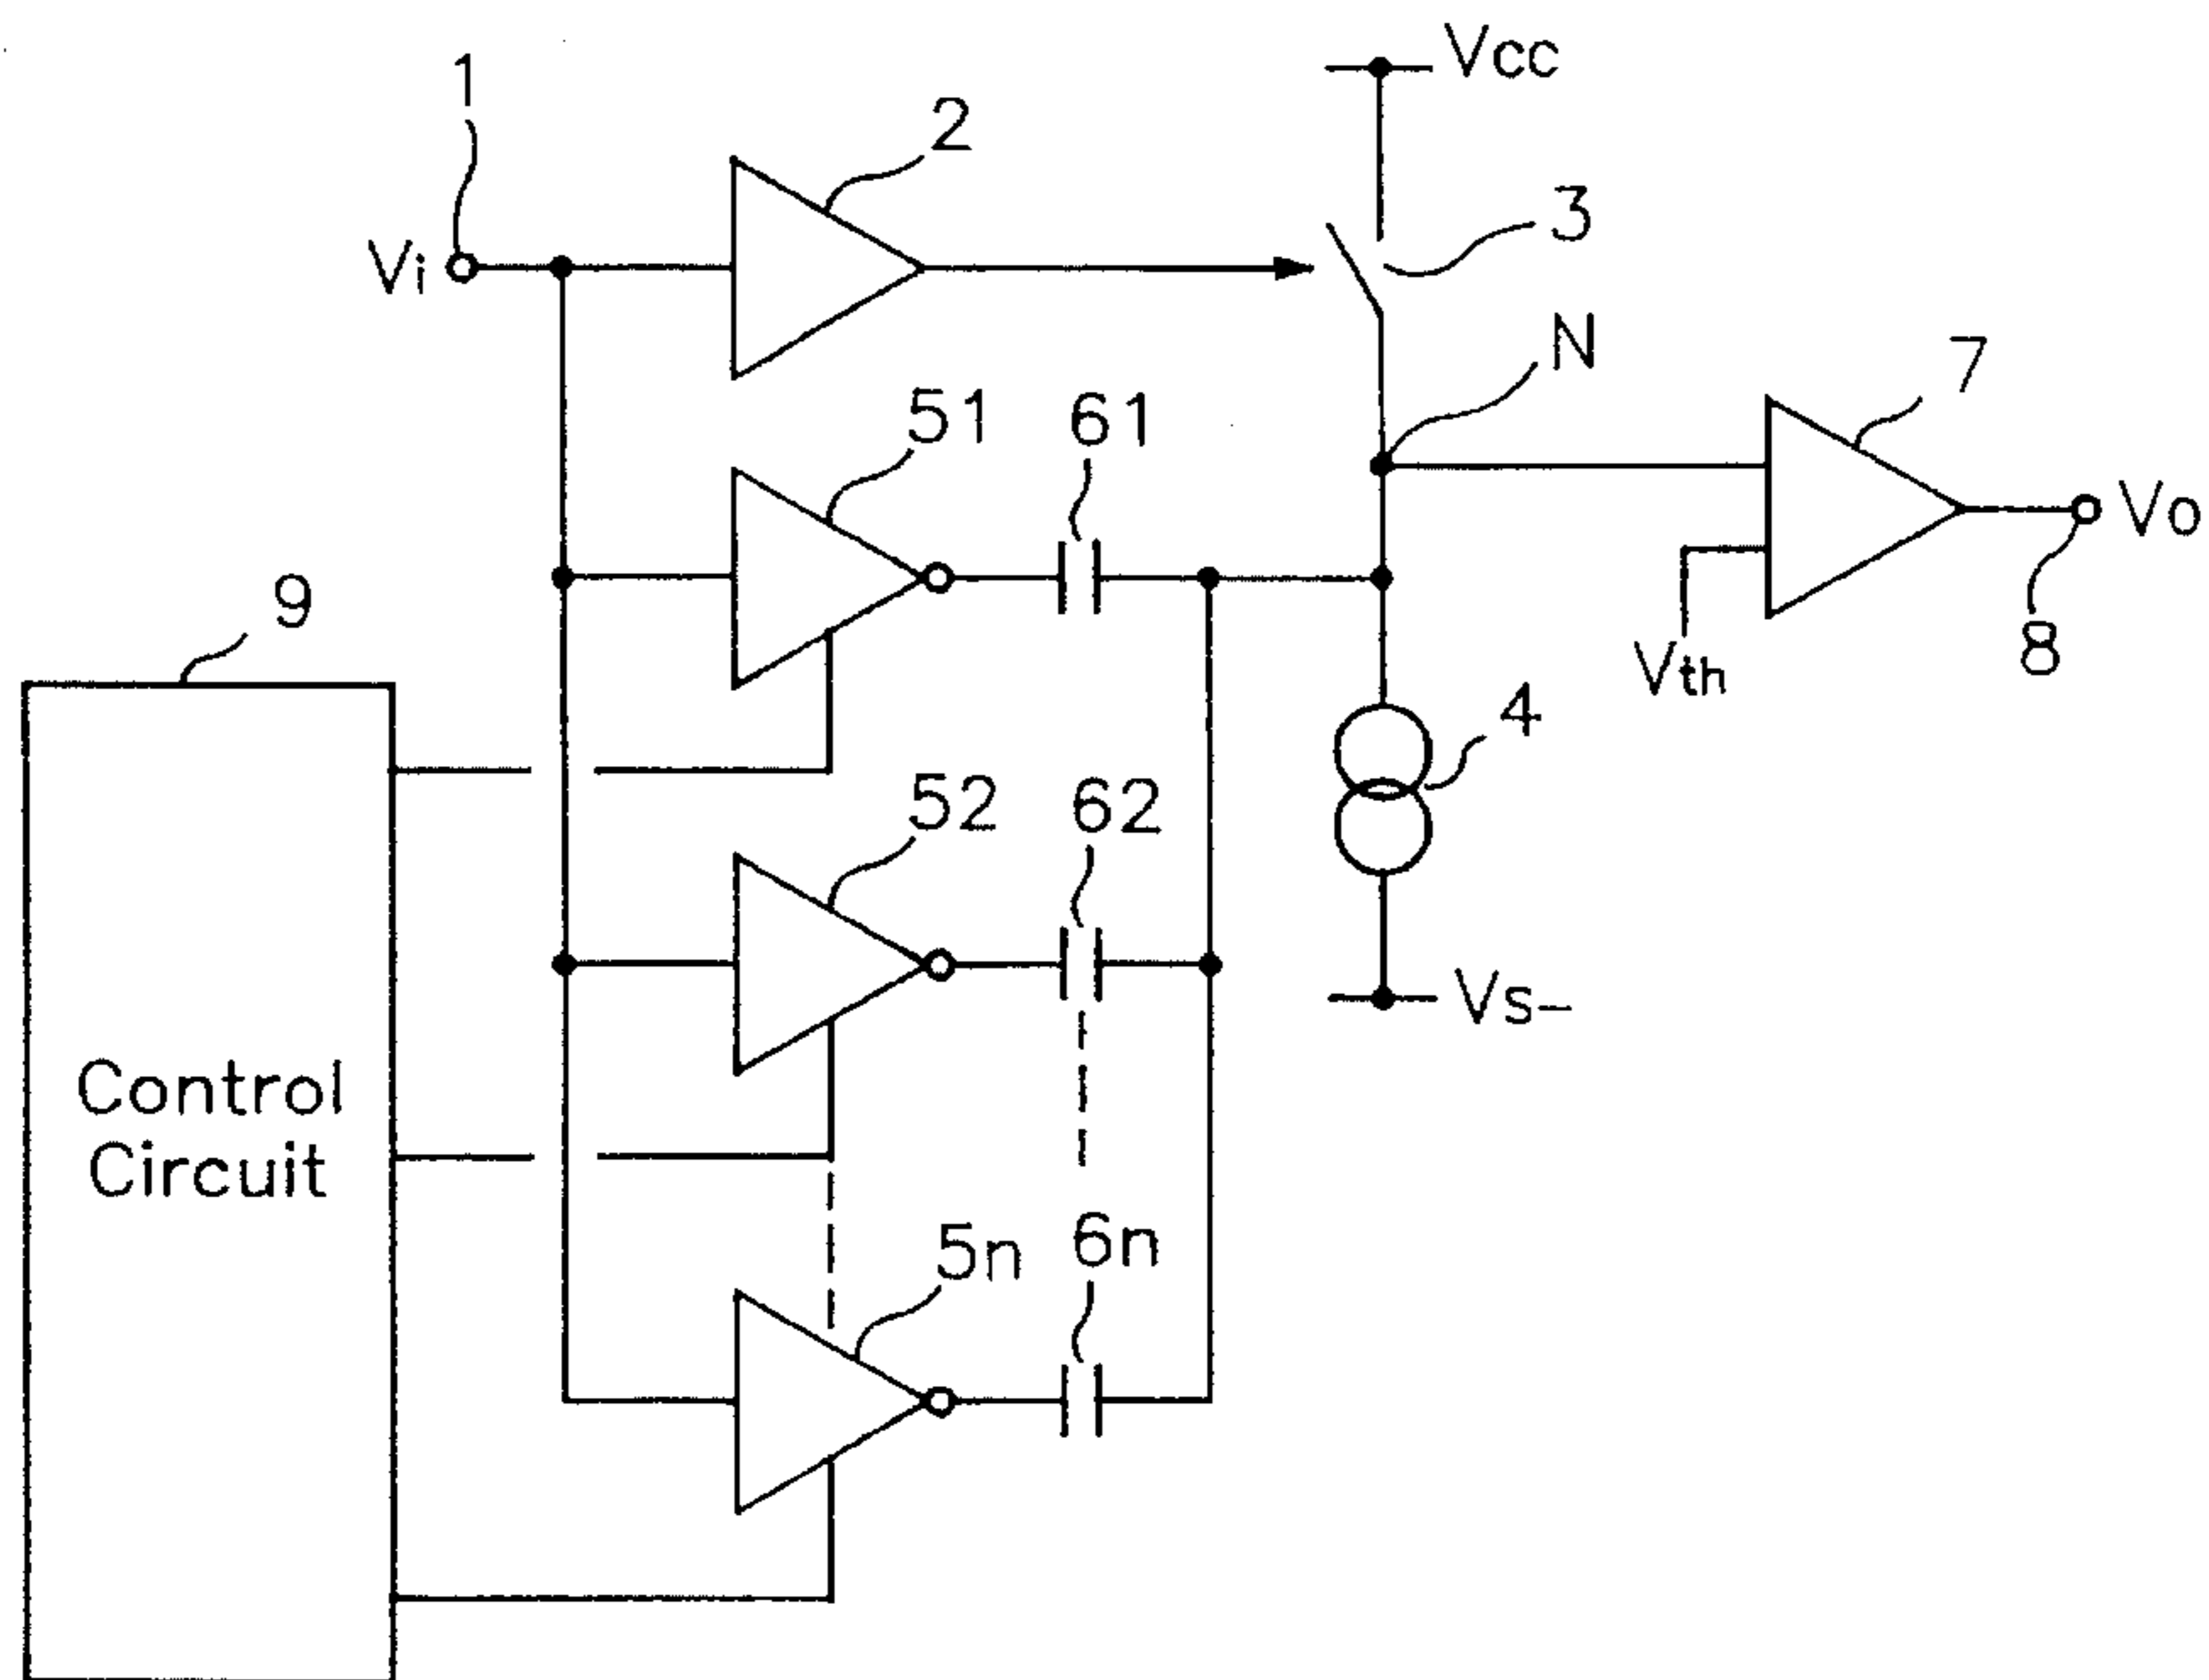 Vcc
1
2
3
Vi
N
7
51
61
Vo
9
8
Vth
4
52
62
Vs-
Control
Circuit
5n
6n